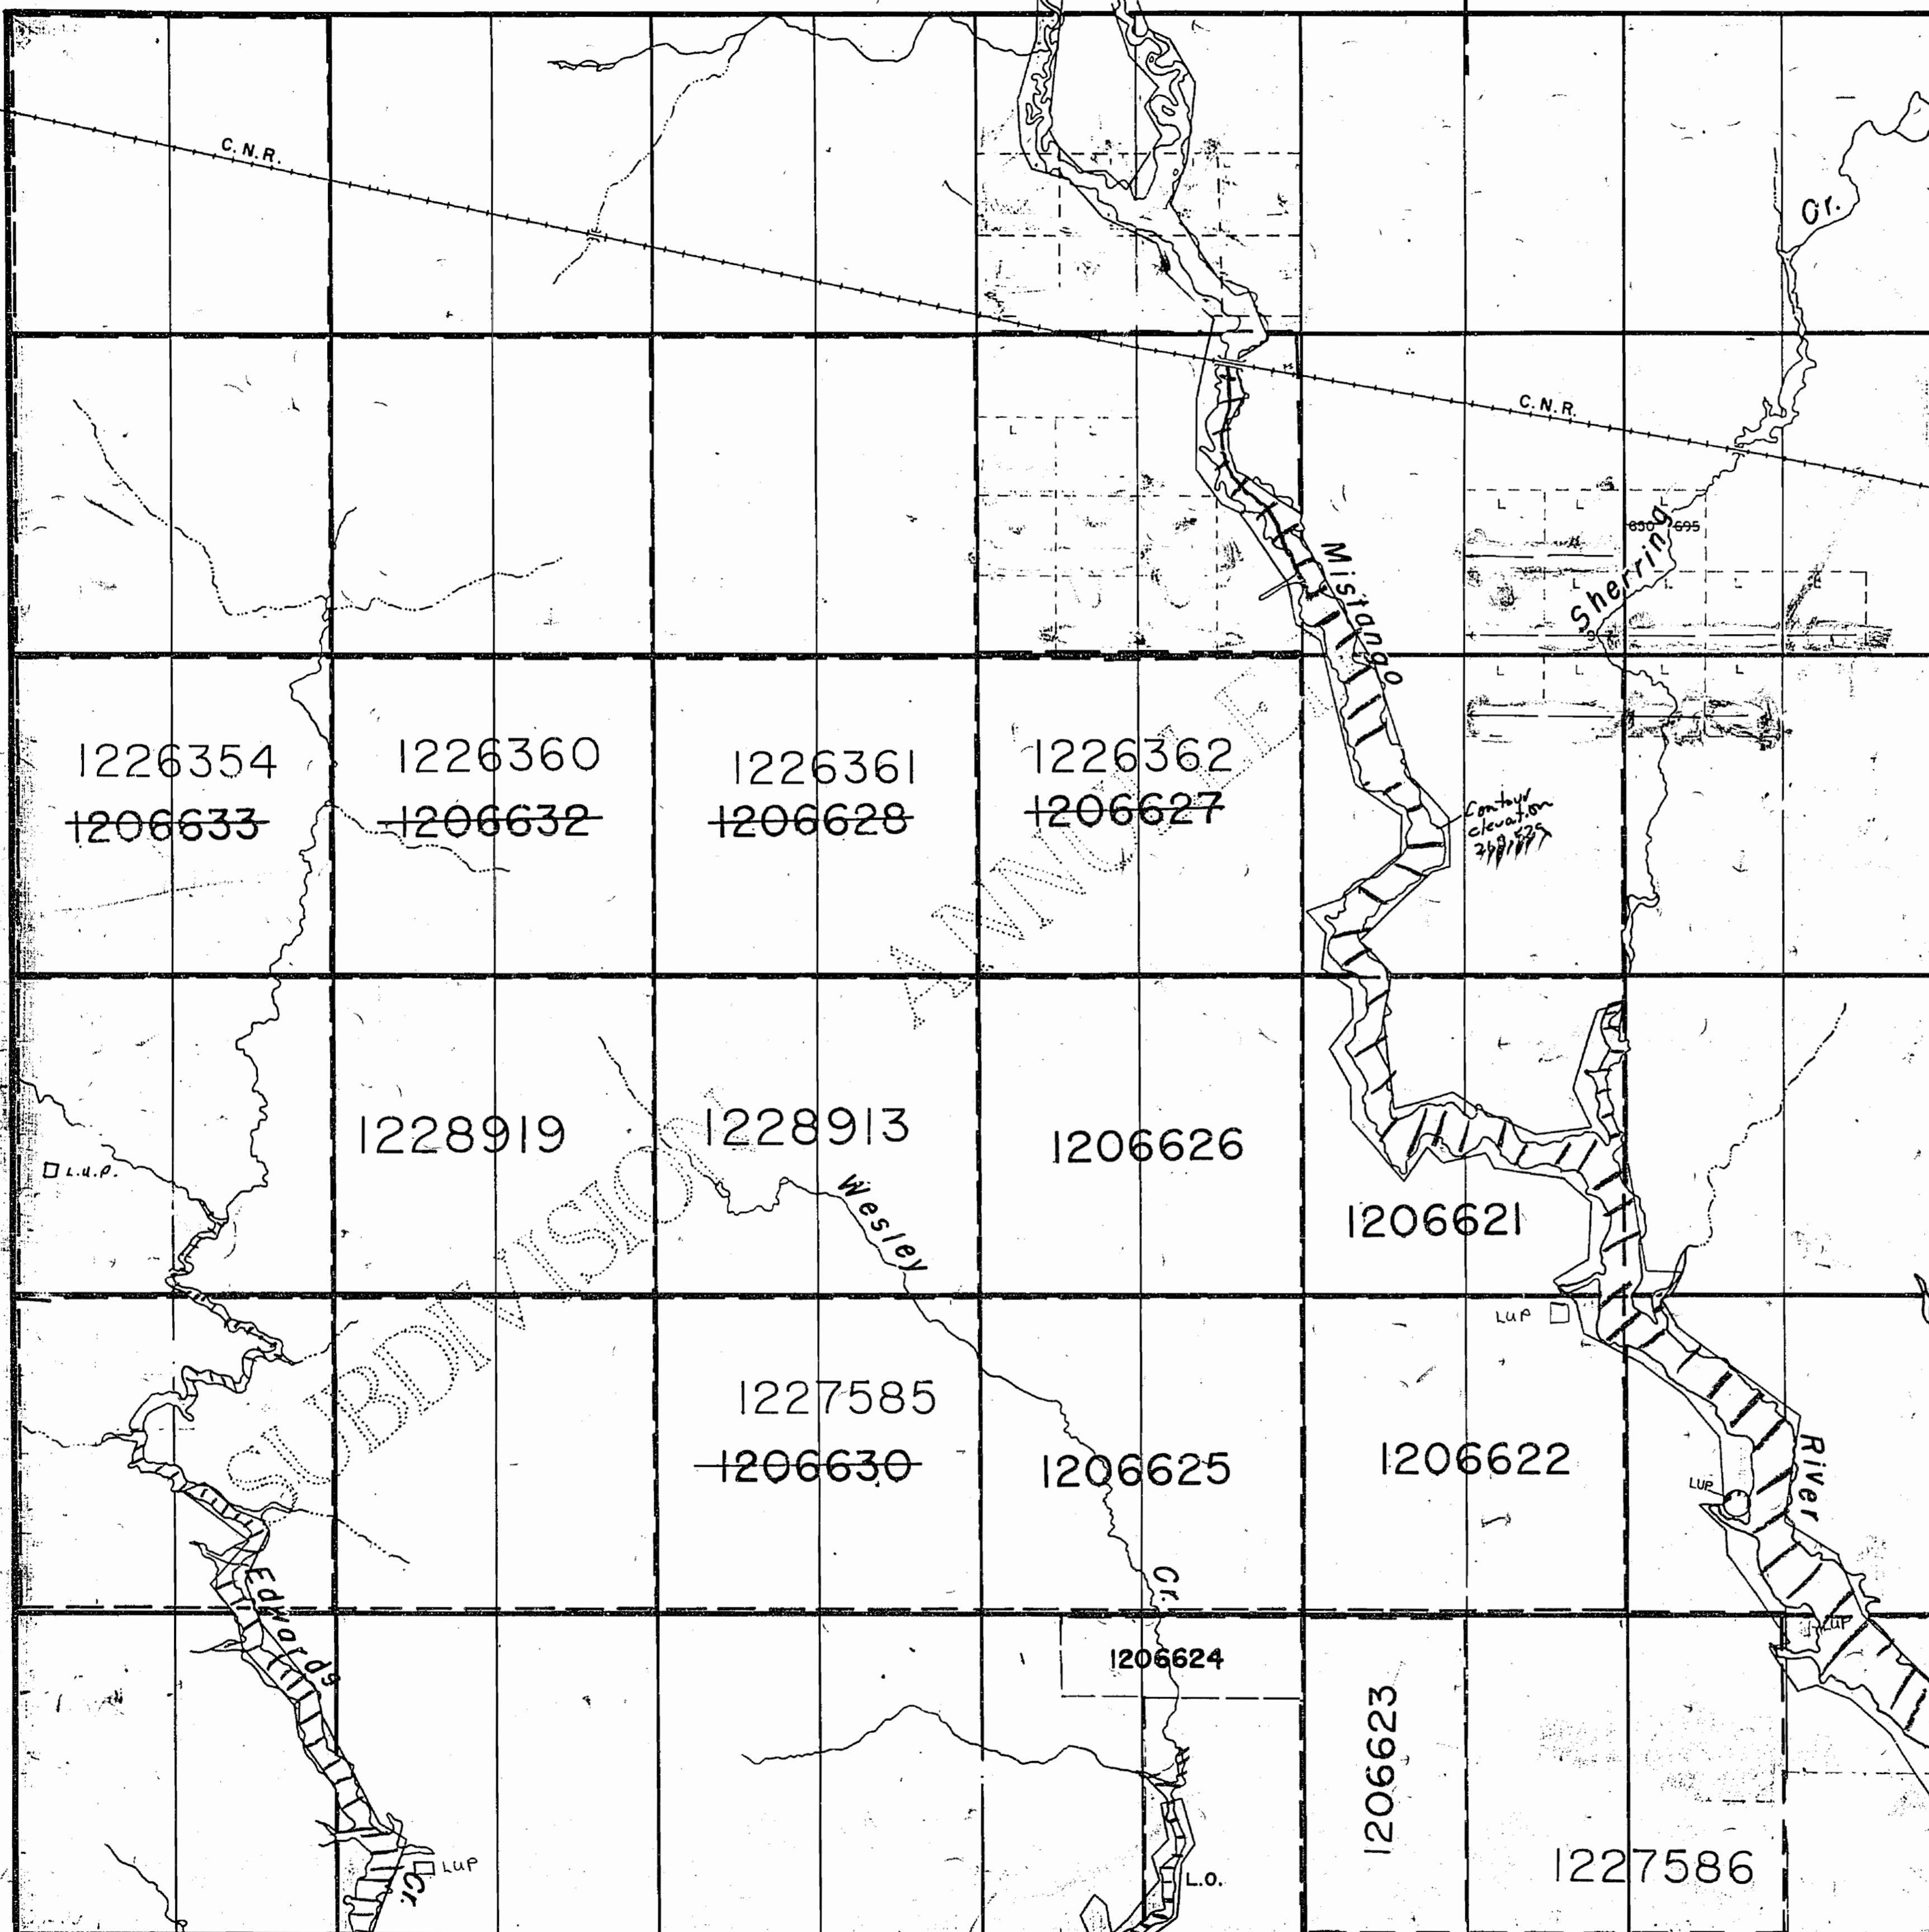 C.N.R.
Cr.
C.N.R.
L L
L L L
695
Sherring
Mistango
L L L
L L L L
1226354
1206633
1226360
1206632
1226361
1206628
1226362
1206627
Contour
elevation
ANNULLED
1228919
1228913
1206626
L.U.P.
Wesley
1206621
SUBDIVISION
LUP
1227585
1206630
1206625
1206622
River
LUP
Cr.
Edwards
LUP
1206624
1206623
1227586
LUP
Cr.
L.O.